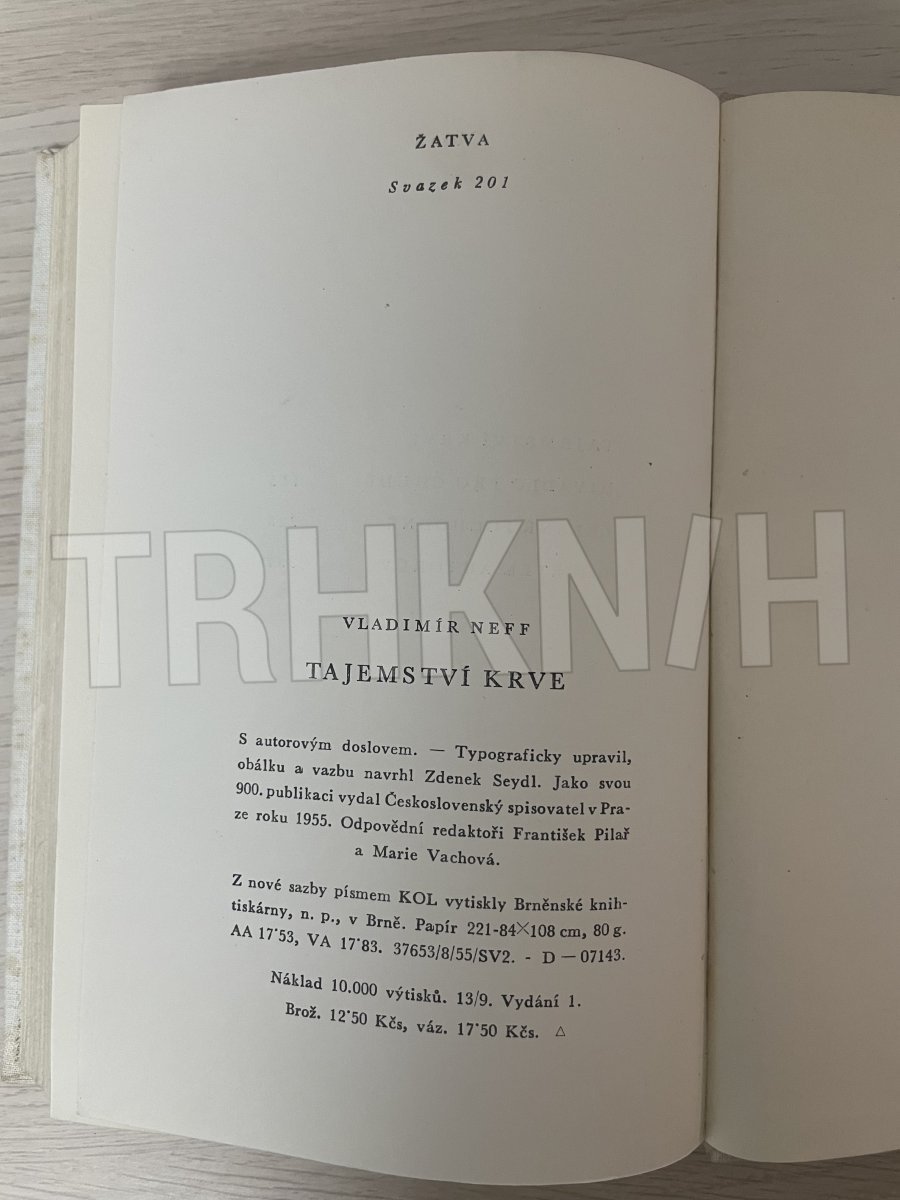 ŽATVA
Svazek 201
TRHKNIH
VLADIMÍR NEFF
TAJEMSTVÍ KRVE
S autorovým doslovem. — Typograficky upravil,
obálku a vazbu navrhl Zdenek Seydl. Jako svou
900. publikaci vydal Československý spisovatel v Pra-
ze roku 1955. Odpovědní redaktoři František Pilař
a Marie Vachová.
Z nové sazby písmem KOL vytiskly Brněnské knih-
tiskárny, n. p., v Brně. Papír 221-84×108 cm, 80 g.
AA 17˙53, VA 17˙83. 37653/8/55/SV2. - D — 07143.
Náklad 10.000 výtisků. 13/9. Vydání 1.
Brož. 12˙50 Kčs, váz. 17˙50 Kčs. △